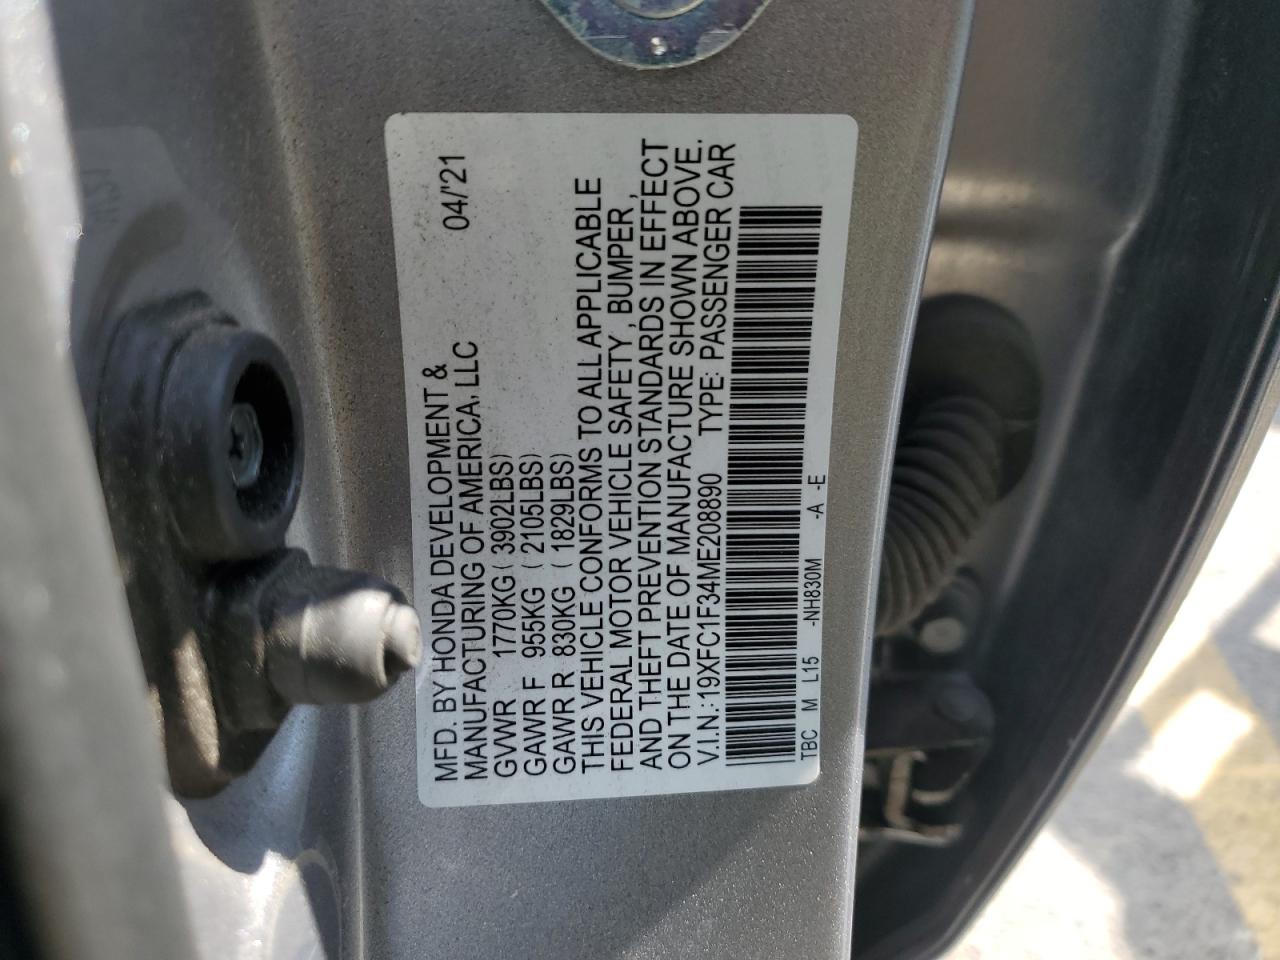 MFD. BY HONDA DEVELOPMENT &
MANUFACTURING OF AMERICA, LLC 04/'21
GVWR 1770KG ( 3902LBS)
GAWR F 955KG ( 2105LBS)
GAWR R 830KG ( 1829LBS)
THIS VEHICLE CONFORMS TO ALL APPLICABLE
FEDERAL MOTOR VEHICLE SAFETY, BUMPER,
AND THEFT PREVENTION STANDARDS IN EFFECT
ON THE DATE OF MANUFACTURE SHOWN ABOVE.
V.I.N.:19XFC1F34ME208890 TYPE: PASSENGER CAR
TBC M L15 -NH830M -A -E